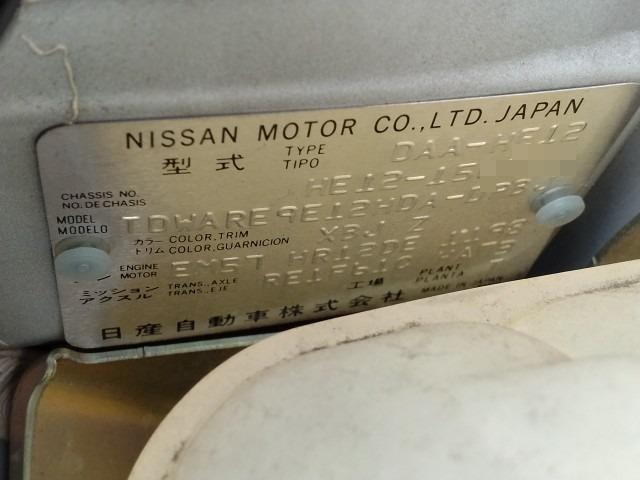 NISSAN MOTOR CO.,LTD. JAPAN
型式 TYPE TIPO DAA-HE12
CHASSIS NO. NO. DE CHASIS HE12-15
MODEL MODELO TDWARE9E12HDA-
カラー COLOR, TRIM
トリム COLOR, GUARNICION
ENGINE MOTOR EM57 HR12DE
ミッション アクスル TRANS., AXLE TRANS., EJE RE1F61
工場 PLANT PLANTA
MADE IN JAPAN
日産自動車株式会社